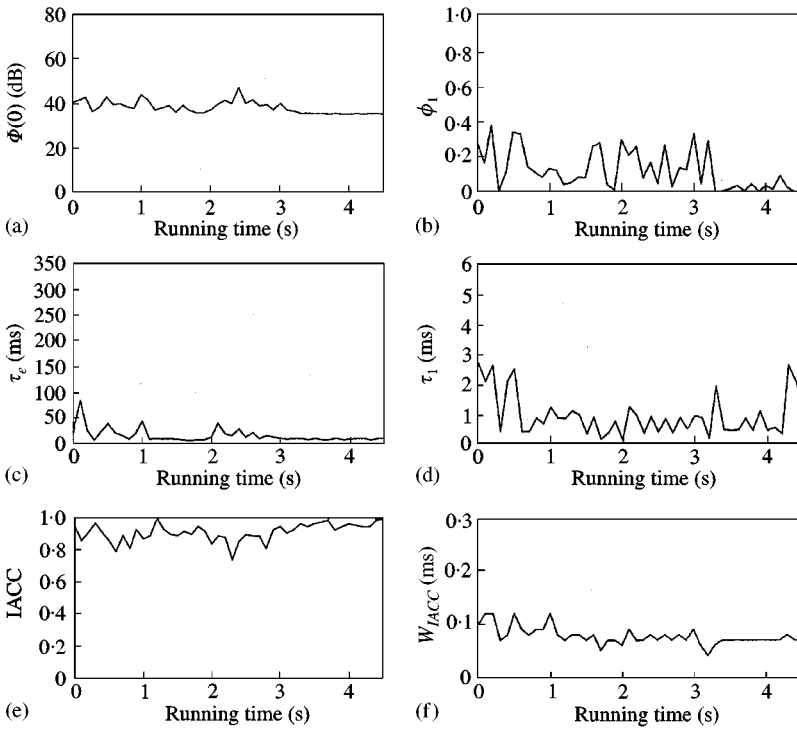 80
60
40
20
0
Φ(0) (dB)
0 1 2 3 4
(a) Running time (s)
1·0
0·8
0·6
0·4
0·2
0
ϕ1
0 1 2 3 4
(b) Running time (s)
350
300
250
200
150
100
50
0
τe (ms)
0 1 2 3 4
(c) Running time (s)
6
5
4
3
2
1
0
τ1 (ms)
0 1 2 3 4
(d) Running time (s)
1·0
0·8
0·6
0·4
0·2
0
IACC
0 1 2 3 4
(e) Running time (s)
0·3
0·2
0·1
0
WIACC (ms)
0 1 2 3 4
(f) Running time (s)